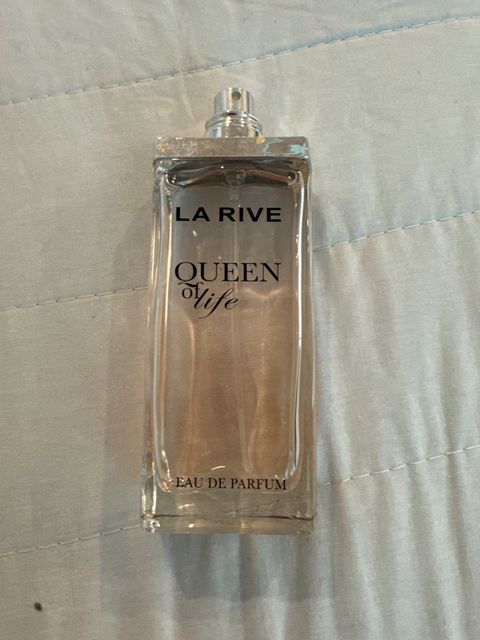 LA RIVE
QUEEN
of life
EAU DE PARFUM